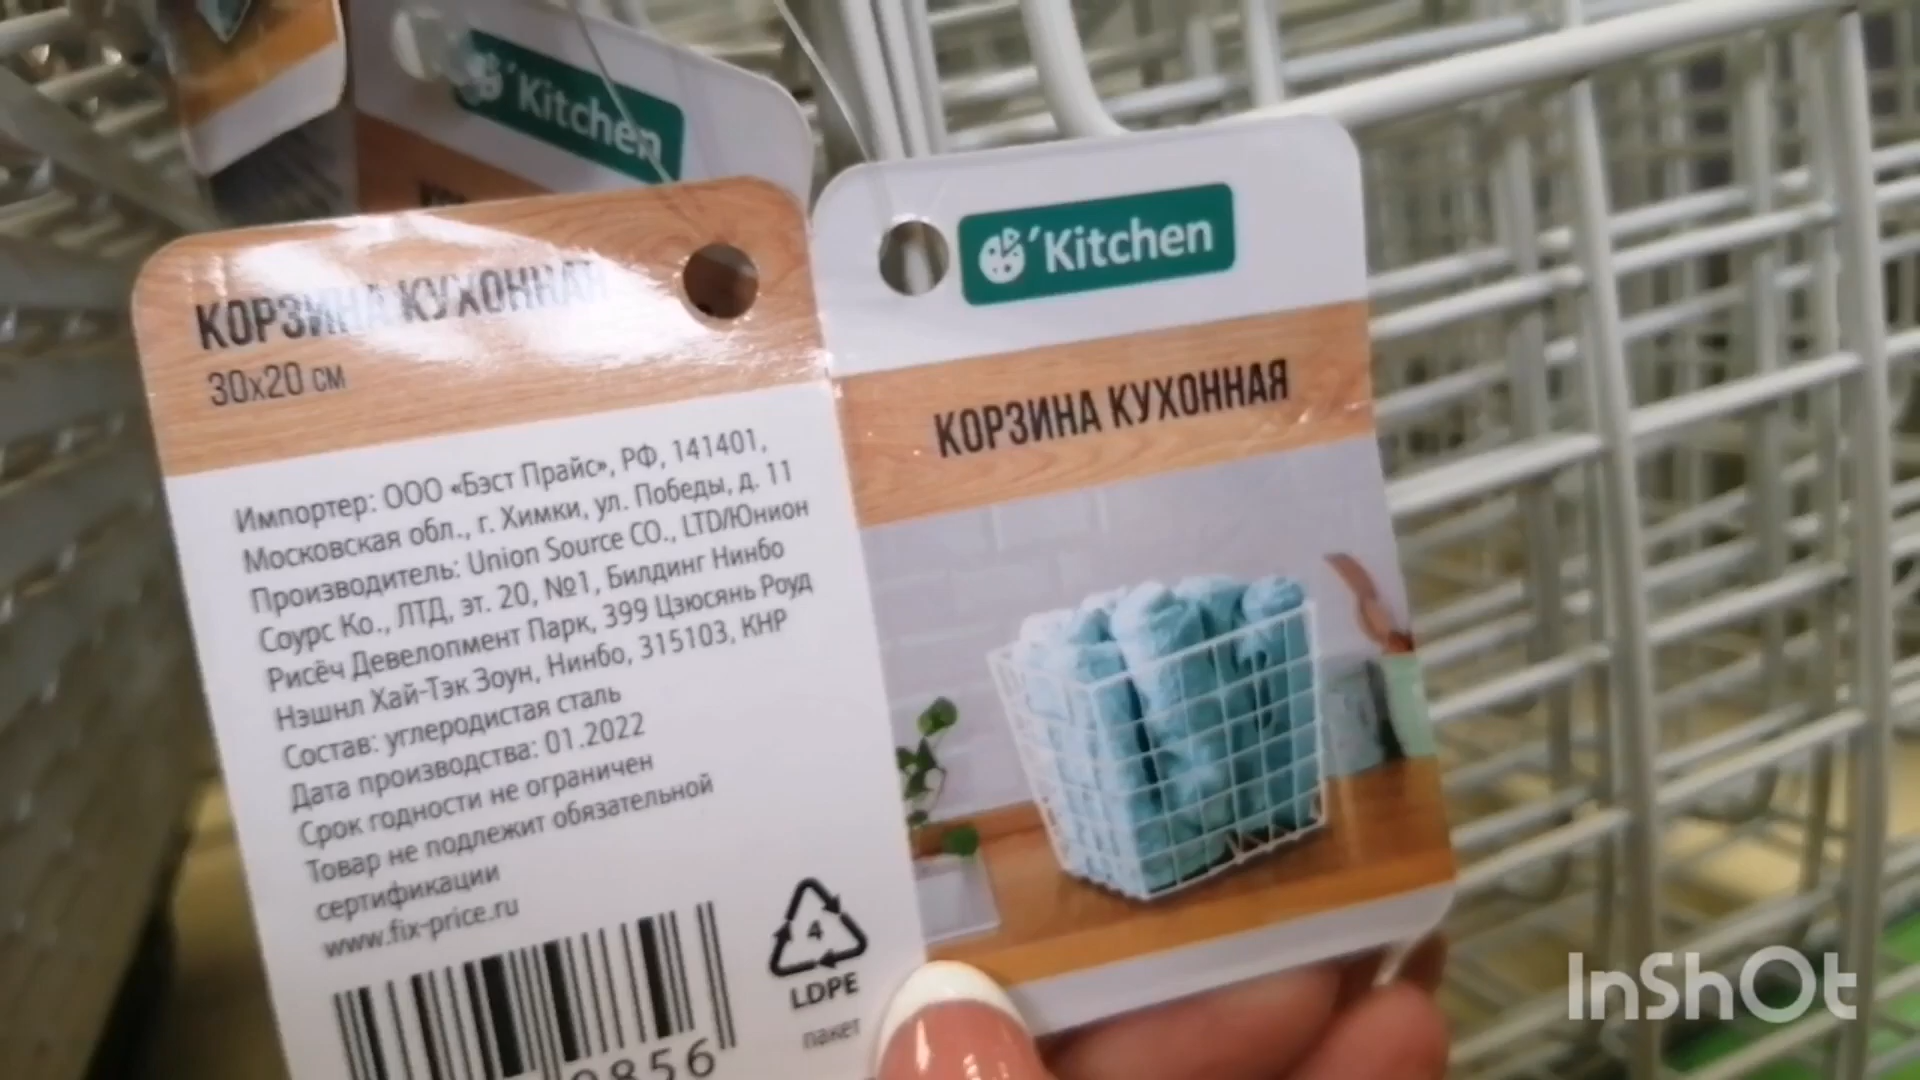 'Kitchen
КОРЗИНА КУХОННАЯ
30х20 см
Импортер: ООО «Бэст Прайс», РФ, 141401,
Московская обл., г. Химки, ул. Победы, д. 11
Производитель: Union Source CO., LTD/Юнион
Соурс Ко., ЛТД, эт. 20, №1, Билдинг Нинбо
Рисёч Девелопмент Парк, 399 Цзюсянь Роуд
Нэшнл Хай-Тэк Зоун, Нинбо, 315103, КНР
Состав: углеродистая сталь
Дата производства: 01.2022
Срок годности не ограничен
Товар не подлежит обязательной
сертификации
www.fix-price.ru
4
LDPE
пакет
'Kitchen
КОРЗИНА КУХОННАЯ
InShOt